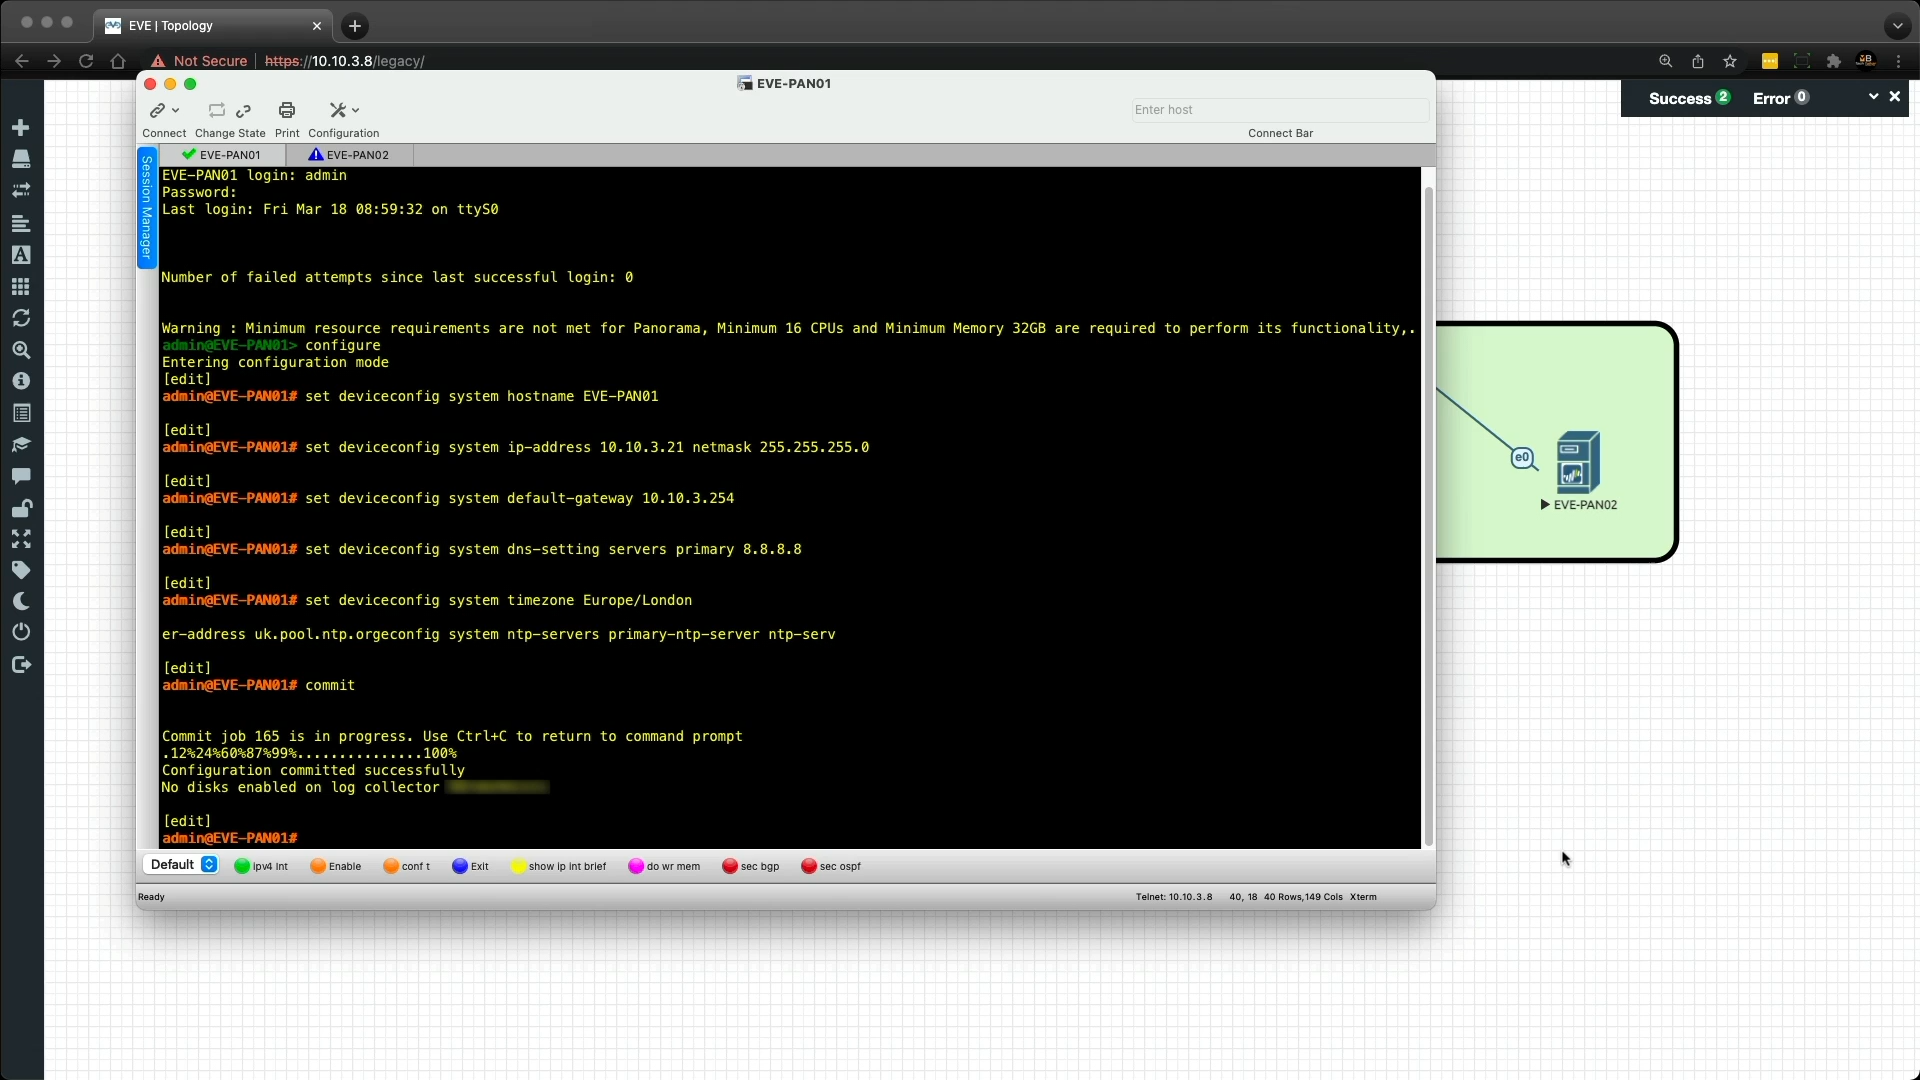 EVE | Topology
Not Secure
https://10.10.3.8/legacy/
EVE-PAN01
Success 2
Error 0
Enter host
Connect
Change State
Print
Configuration
Connect Bar
EVE-PAN01
EVE-PAN02
Session Manager
EVE-PAN01 login: admin
Password:
Last login: Fri Mar 18 08:59:32 on ttyS0
Number of failed attempts since last successful login: 0
Warning : Minimum resource requirements are not met for Panorama, Minimum 16 CPUs and Minimum Memory 32GB are required to perform its functionality,.
admin@EVE-PAN01> configure
Entering configuration mode
[edit]
admin@EVE-PAN01# set deviceconfig system hostname EVE-PAN01
[edit]
admin@EVE-PAN01# set deviceconfig system ip-address 10.10.3.21 netmask 255.255.255.0
[edit]
admin@EVE-PAN01# set deviceconfig system default-gateway 10.10.3.254
[edit]
admin@EVE-PAN01# set deviceconfig system dns-setting servers primary 8.8.8.8
[edit]
admin@EVE-PAN01# set deviceconfig system timezone Europe/London
er-address uk.pool.ntp.orgeconfig system ntp-servers primary-ntp-server ntp-serv
[edit]
admin@EVE-PAN01# commit
Commit job 165 is in progress. Use Ctrl+C to return to command prompt
.12%24%60%87%99%...............100%
Configuration committed successfully
No disks enabled on log collector
[edit]
admin@EVE-PAN01#
e0
EVE-PAN02
Default
ipv4 int
Enable
conf t
Exit
show ip int brief
do wr mem
sec bgp
sec ospf
Ready
Telnet: 10.10.3.8
40, 18
40 Rows,149 Cols
Xterm